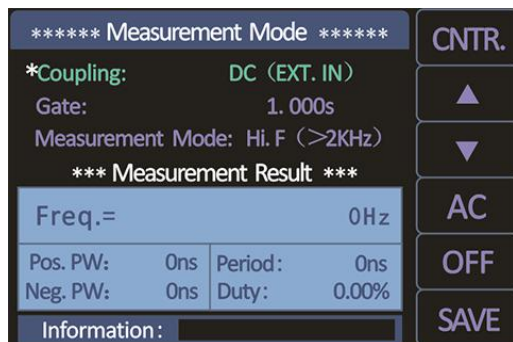 ****** Measurement Mode ******
*Coupling: DC (EXT. IN)
Gate: 1.000s
Measurement Mode: Hi.F (>2KHz)
*** Measurement Result ***
Freq.= 0Hz
Pos. PW: 0ns Period: 0ns
Neg. PW: 0ns Duty: 0.00%
Information:
CNTR.
▲
▼
AC
OFF
SAVE